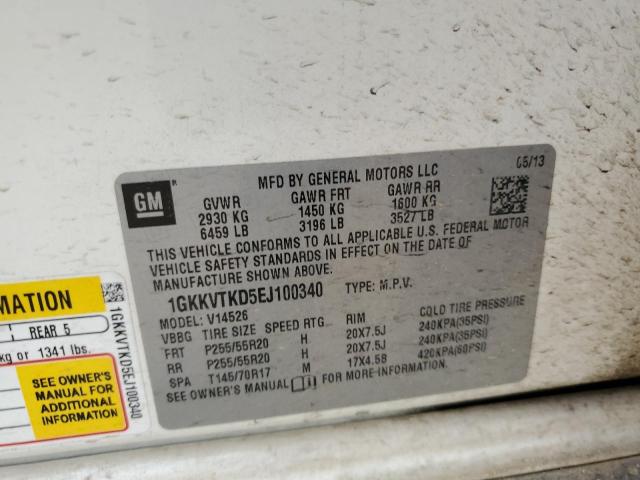 MFD BY GENERAL MOTORS LLC
05/13
GM
GVWR GAWR FRT GAWR RR
2930 KG 1450 KG 1600 KG
6459 LB 3196 LB 3527 LB
THIS VEHICLE CONFORMS TO ALL APPLICABLE U.S. FEDERAL MOTOR
VEHICLE SAFETY STANDARDS IN EFFECT ON THE DATE OF
MANUFACTURE SHOWN ABOVE.
1GKKVTKD5EJ100340 TYPE: M.P.V.
MODEL: V14526
VBBG TIRE SIZE SPEED RTG RIM COLD TIRE PRESSURE
FRT P255/55R20 H 20X7.5J 240KPA(35PSI)
RR P255/55R20 H 20X7.5J 240KPA(35PSI)
SPA T145/70R17 M 17X4.5B 420KPA(60PSI)
SEE OWNER'S MANUAL FOR MORE INFORMATION.
MATION
REAR 5
kg or 1341 lbs.
SEE OWNER'S
MANUAL FOR
ADDITIONAL
INFORMATION
1GKKVTKD5EJ100340